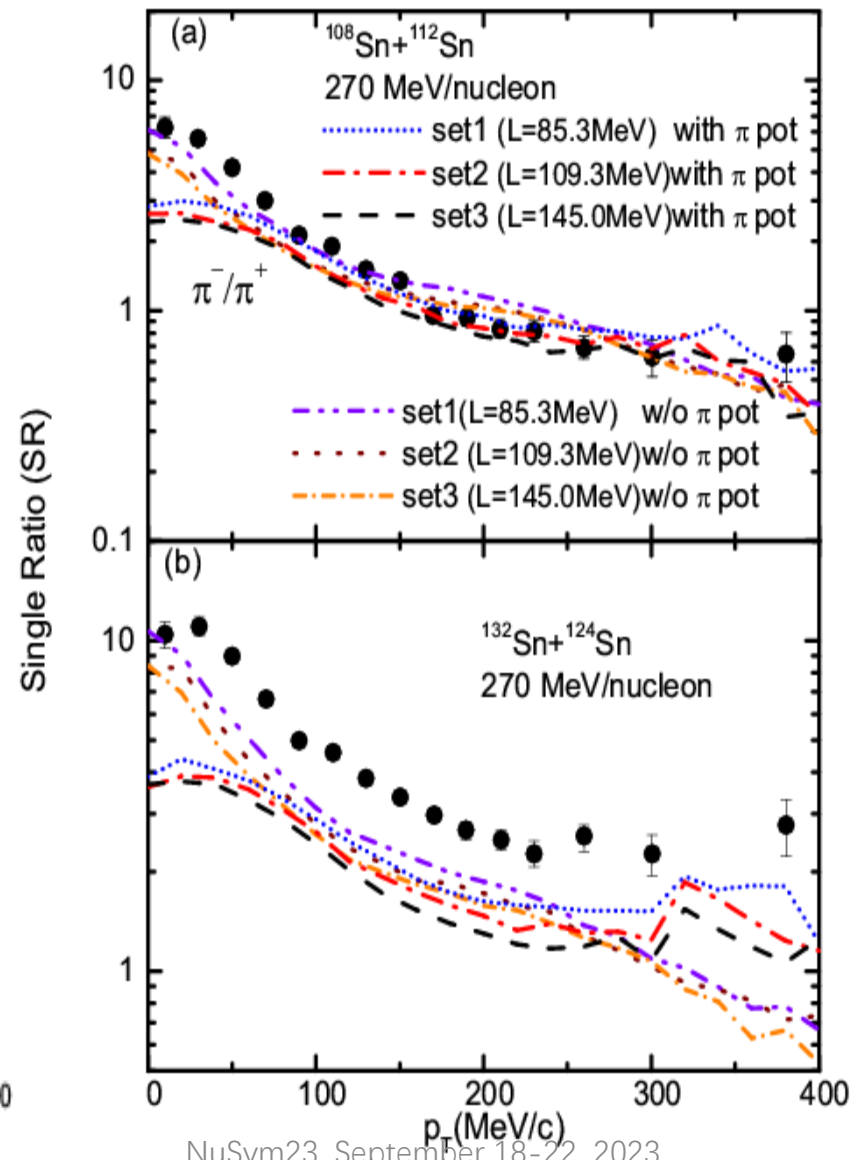 (a)
¹⁰⁸Sn+¹¹²Sn
10
270 MeV/nucleon
set1 (L=85.3MeV) with π pot
set2 (L=109.3MeV)with π pot
set3 (L=145.0MeV)with π pot
π⁻/π⁺
1
set1(L=85.3MeV) w/o π pot
set2 (L=109.3MeV)w/o π pot
set3 (L=145.0MeV)w/o π pot
0.1
Single Ratio (SR)
(b)
10
¹³²Sn+¹²⁴Sn
270 MeV/nucleon
1
0
0 100 200 300 400
p_T(MeV/c)
NuSym23, September 18-22, 2023